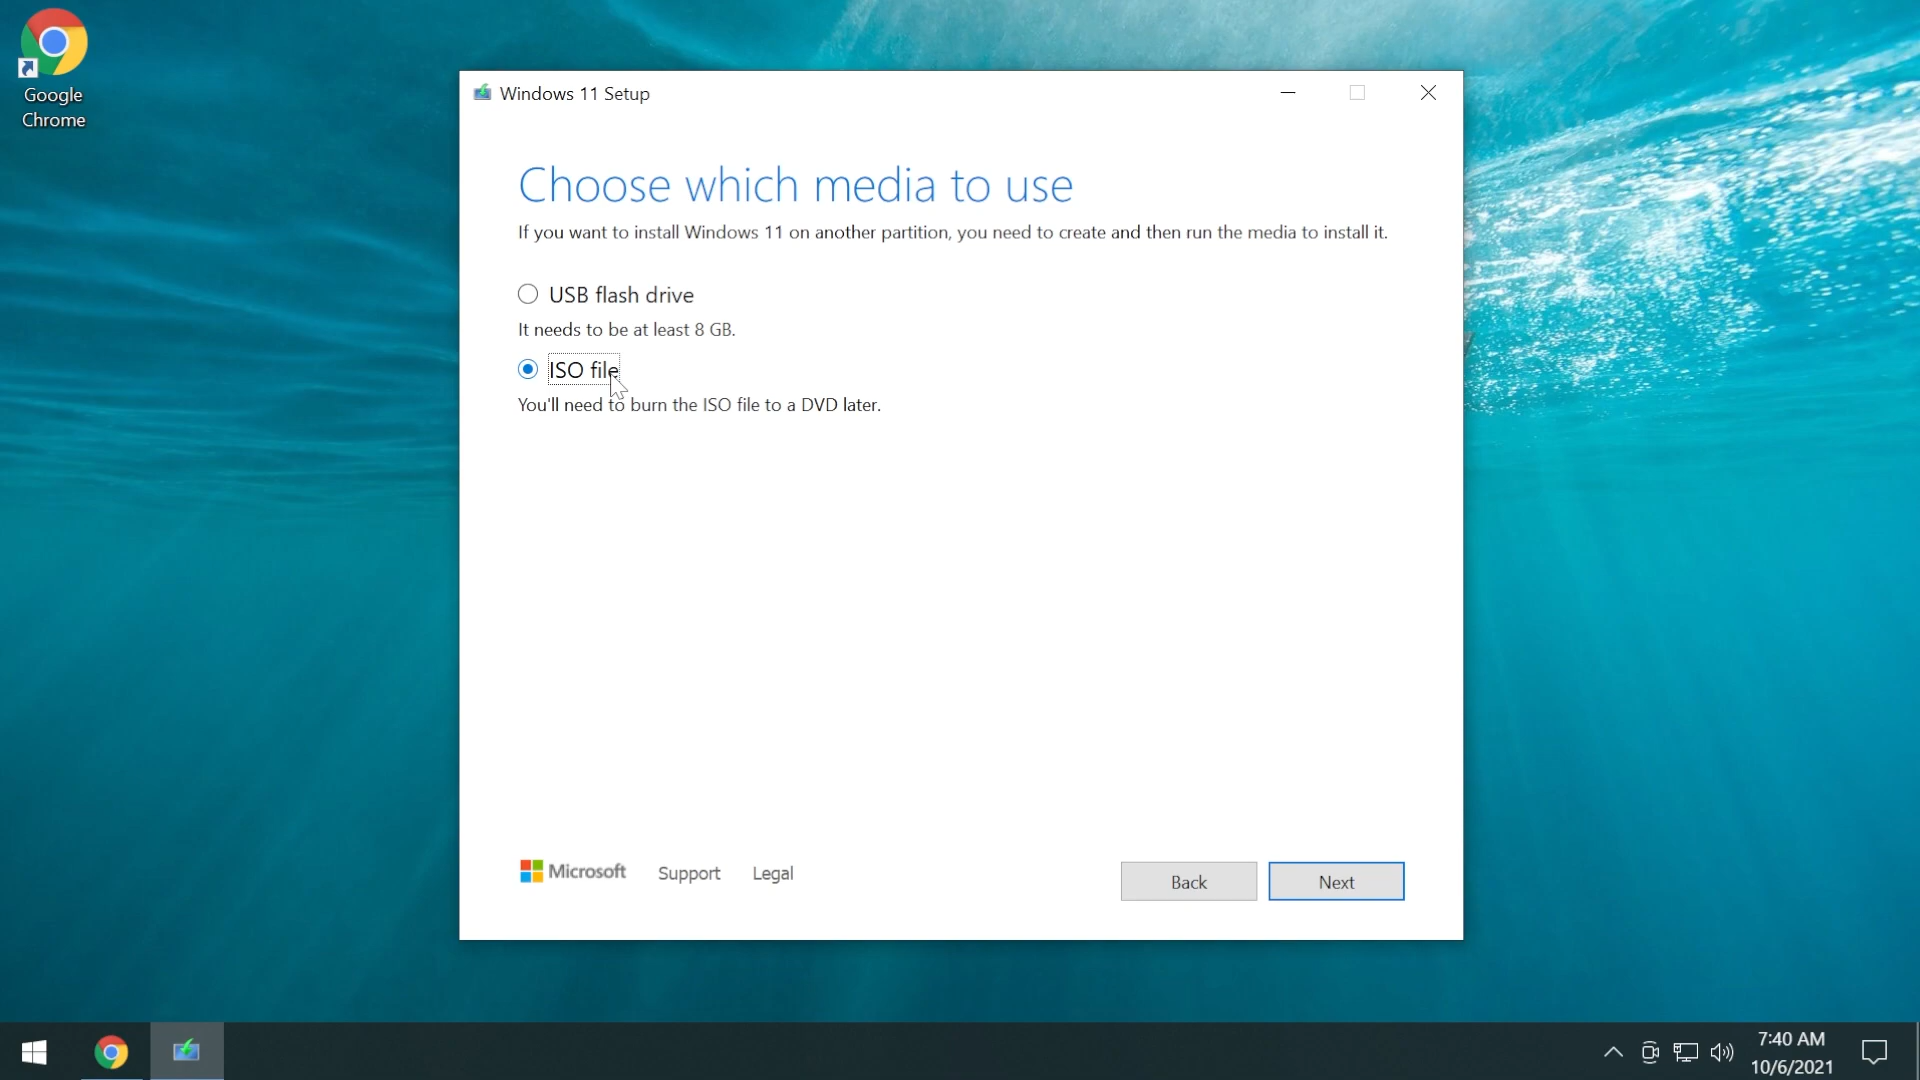 Google
Chrome
Windows 11 Setup
Choose which media to use
If you want to install Windows 11 on another partition, you need to create and then run the media to install it.
USB flash drive
It needs to be at least 8 GB.
ISO file
You'll need to burn the ISO file to a DVD later.
Microsoft Support Legal
Back Next
7:40 AM
10/6/2021